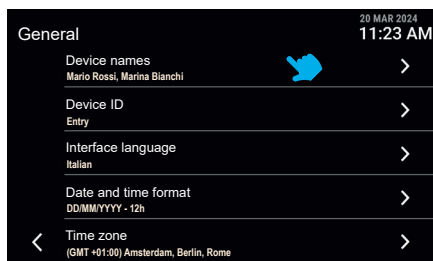 20 MAR 2024
General
11:23 AM
Device names
Mario Rossi, Marina Bianchi
Device ID
Entry
Interface language
Italian
Date and time format
DD/MM/YYYY - 12h
Time zone
(GMT +01:00) Amsterdam, Berlin, Rome